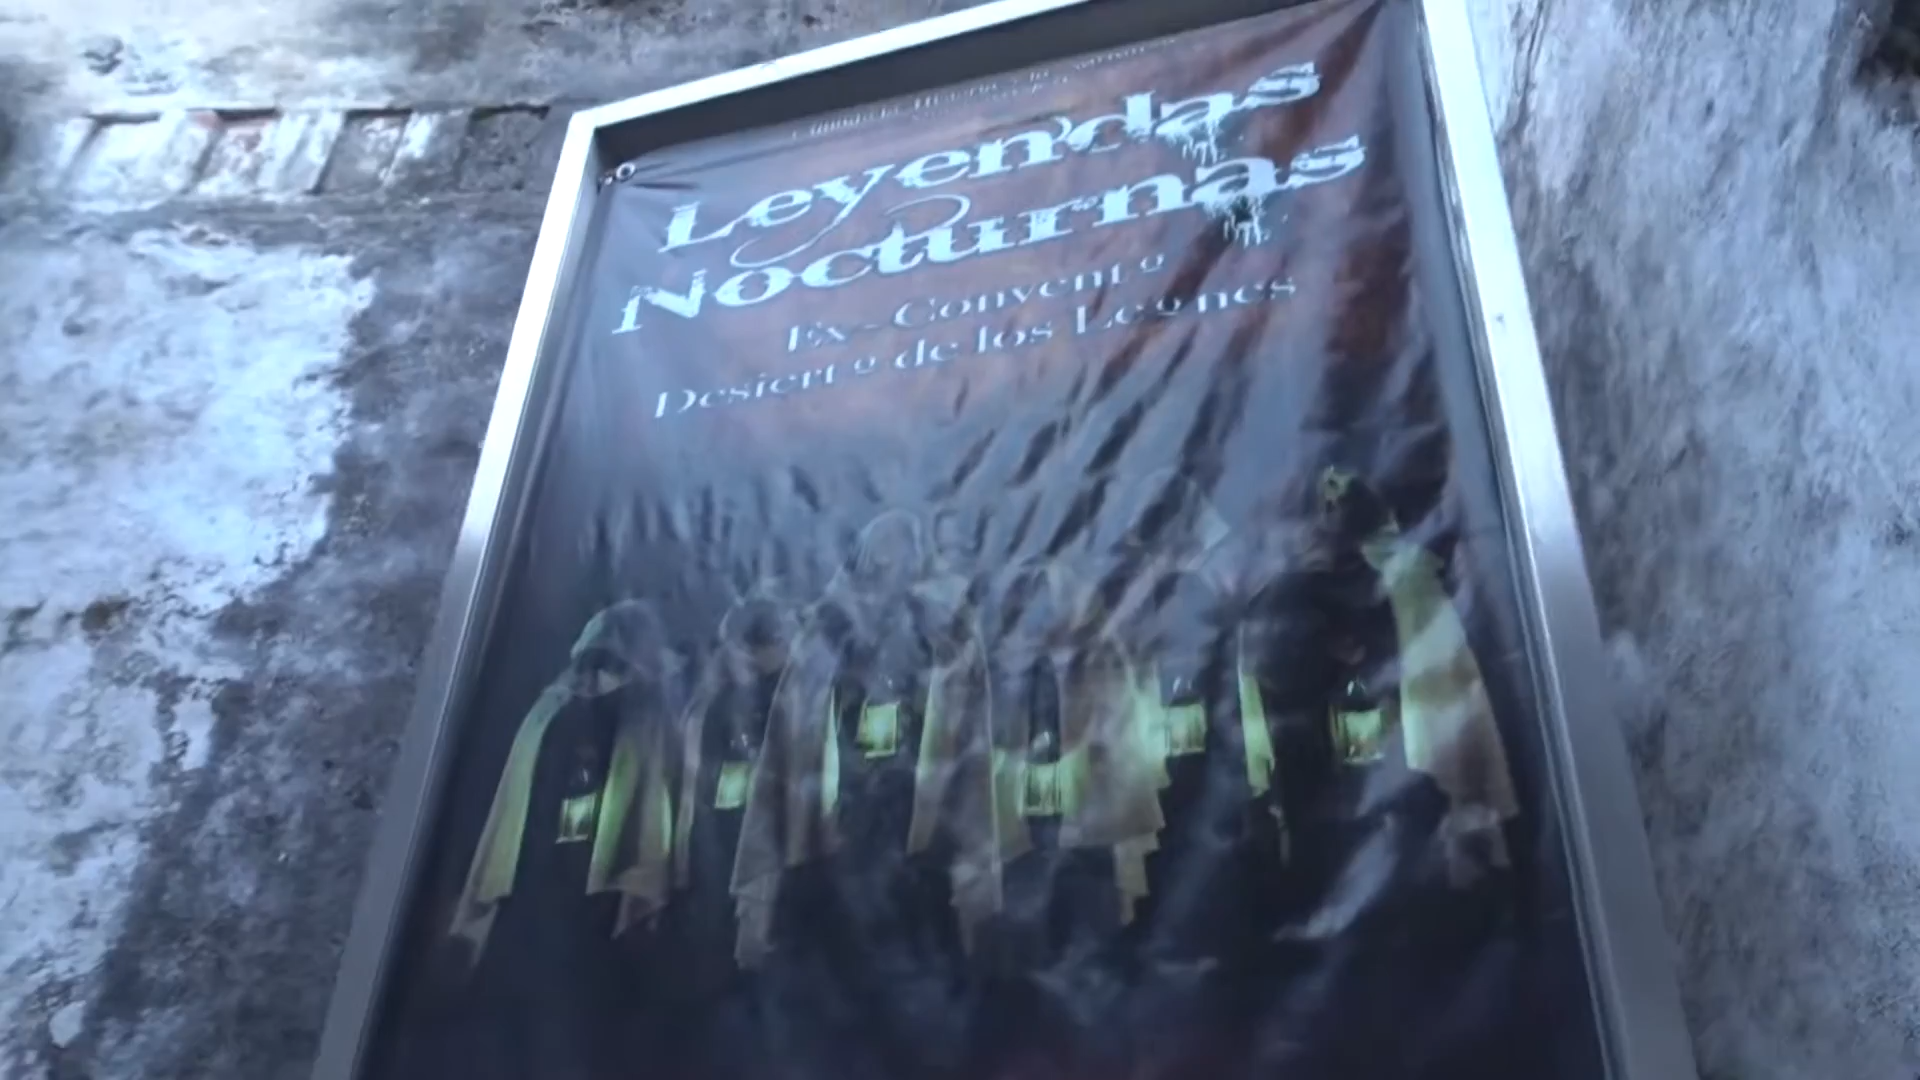 Leyendas
Nocturnas
Ex-Convento
Desierto de los Leones